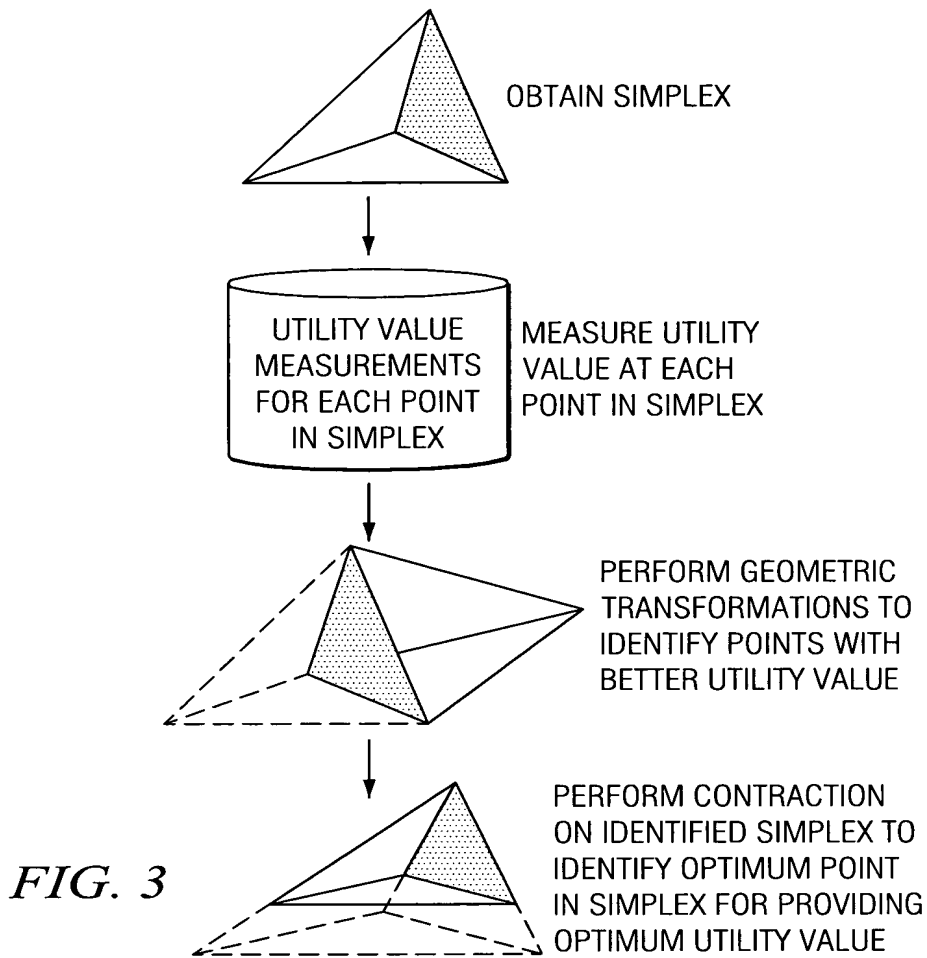 OBTAIN SIMPLEX
UTILITY VALUE
MEASUREMENTS
FOR EACH POINT
IN SIMPLEX
MEASURE UTILITY
VALUE AT EACH
POINT IN SIMPLEX
PERFORM GEOMETRIC
TRANSFORMATIONS TO
IDENTIFY POINTS WITH
BETTER UTILITY VALUE
PERFORM CONTRACTION
ON IDENTIFIED SIMPLEX TO
IDENTIFY OPTIMUM POINT
IN SIMPLEX FOR PROVIDING
OPTIMUM UTILITY VALUE
FIG. 3